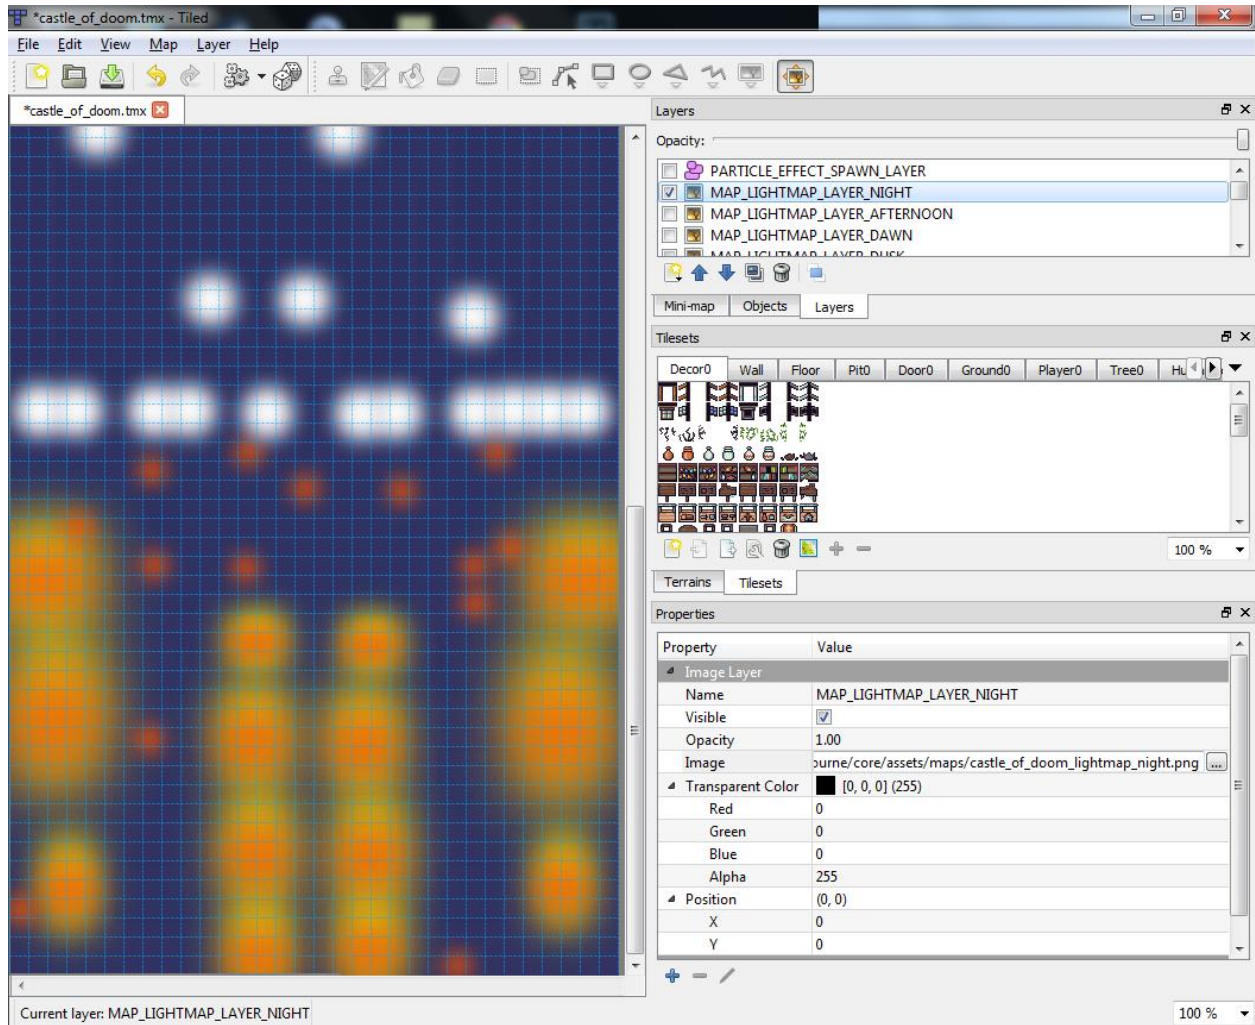 *castle_of_doom.tmx - Tiled
File Edit View Map Layer Help
*castle_of_doom.tmx
Layers
Opacity:
PARTICLE_EFFECT_SPAWN_LAYER
MAP_LIGHTMAP_LAYER_NIGHT
MAP_LIGHTMAP_LAYER_AFTERNOON
MAP_LIGHTMAP_LAYER_DAWN
MAP_LIGHTMAP_LAYER_DUSK
Mini-map Objects Layers
Tilesets
Decor0 Wall Floor Pit0 Door0 Ground0 Player0 Tree0 Hu
100 %
Terrains Tilesets
Properties
Property Value
Image Layer
Name MAP_LIGHTMAP_LAYER_NIGHT
Visible
Opacity 1.00
Image ourne/core/assets/maps/castle_of_doom_lightmap_night.png ...
Transparent Color [0, 0, 0] (255)
Red 0
Green 0
Blue 0
Alpha 255
Position (0, 0)
X 0
Y 0
Current layer: MAP_LIGHTMAP_LAYER_NIGHT
100 %